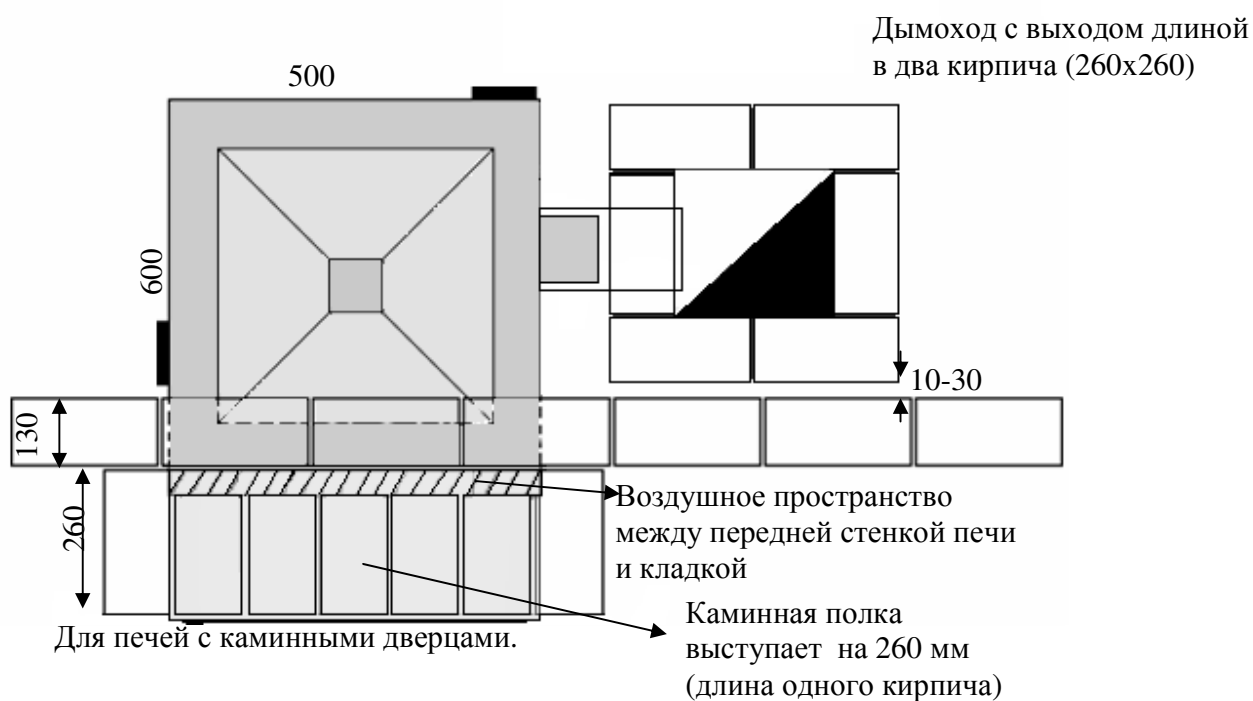 Дымоход с выходом длиной
в два кирпича (260х260)
500
600
10-30
130
260
Воздушное пространство
между передней стенкой печи
и кладкой
Для печей с каминными дверцами.
Каминная полка
выступает на 260 мм
(длина одного кирпича)